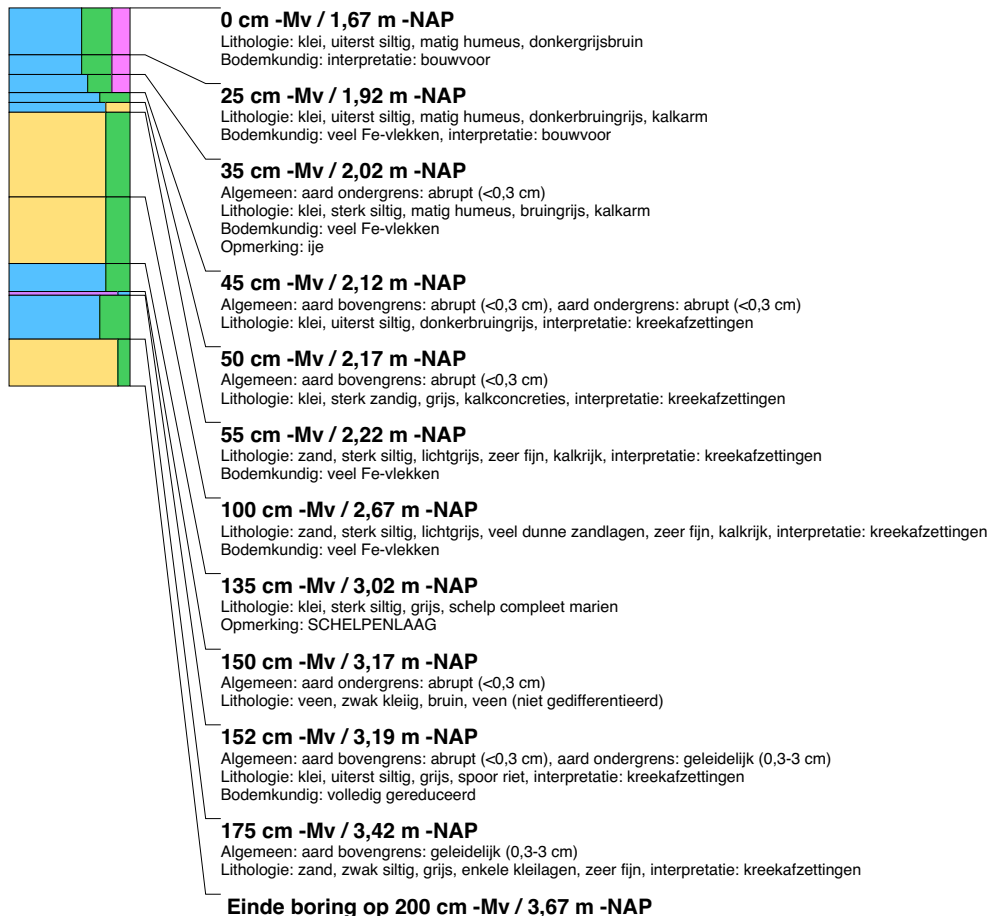 0 cm -Mv / 1,67 m -NAP
Lithologie: klei, uiterst siltig, matig humeus, donkergrijsbruin
Bodemkundig: interpretatie: bouwvoor
25 cm -Mv / 1,92 m -NAP
Lithologie: klei, uiterst siltig, matig humeus, donkerbruingrijs, kalkarm
Bodemkundig: veel Fe-vlekken, interpretatie: bouwvoor
35 cm -Mv / 2,02 m -NAP
Algemeen: aard ondergrens: abrupt (<0,3 cm)
Lithologie: klei, sterk siltig, matig humeus, bruingrijs, kalkarm
Bodemkundig: veel Fe-vlekken
Opmerking: ije
45 cm -Mv / 2,12 m -NAP
Algemeen: aard bovengrens: abrupt (<0,3 cm), aard ondergrens: abrupt (<0,3 cm)
Lithologie: klei, uiterst siltig, donkerbruingrijs, interpretatie: kreekafzettingen
50 cm -Mv / 2,17 m -NAP
Algemeen: aard bovengrens: abrupt (<0,3 cm)
Lithologie: klei, sterk zandig, grijs, kalkconcreties, interpretatie: kreekafzettingen
55 cm -Mv / 2,22 m -NAP
Lithologie: zand, sterk siltig, lichtgrijs, zeer fijn, kalkrijk, interpretatie: kreekafzettingen
Bodemkundig: veel Fe-vlekken
100 cm -Mv / 2,67 m -NAP
Lithologie: zand, sterk siltig, lichtgrijs, veel dunne zandlagen, zeer fijn, kalkrijk, interpretatie: kreekafzettingen
Bodemkundig: veel Fe-vlekken
135 cm -Mv / 3,02 m -NAP
Lithologie: klei, sterk siltig, grijs, schelp compleet marien
Opmerking: SCHELPENLAAG
150 cm -Mv / 3,17 m -NAP
Algemeen: aard ondergrens: abrupt (<0,3 cm)
Lithologie: veen, zwak kleiig, bruin, veen (niet gedifferentieerd)
152 cm -Mv / 3,19 m -NAP
Algemeen: aard bovengrens: abrupt (<0,3 cm), aard ondergrens: geleidelijk (0,3-3 cm)
Lithologie: klei, uiterst siltig, grijs, spoor riet, interpretatie: kreekafzettingen
Bodemkundig: volledig gereduceerd
175 cm -Mv / 3,42 m -NAP
Algemeen: aard bovengrens: geleidelijk (0,3-3 cm)
Lithologie: zand, zwak siltig, grijs, enkele kleilagen, zeer fijn, interpretatie: kreekafzettingen
Einde boring op 200 cm -Mv / 3,67 m -NAP